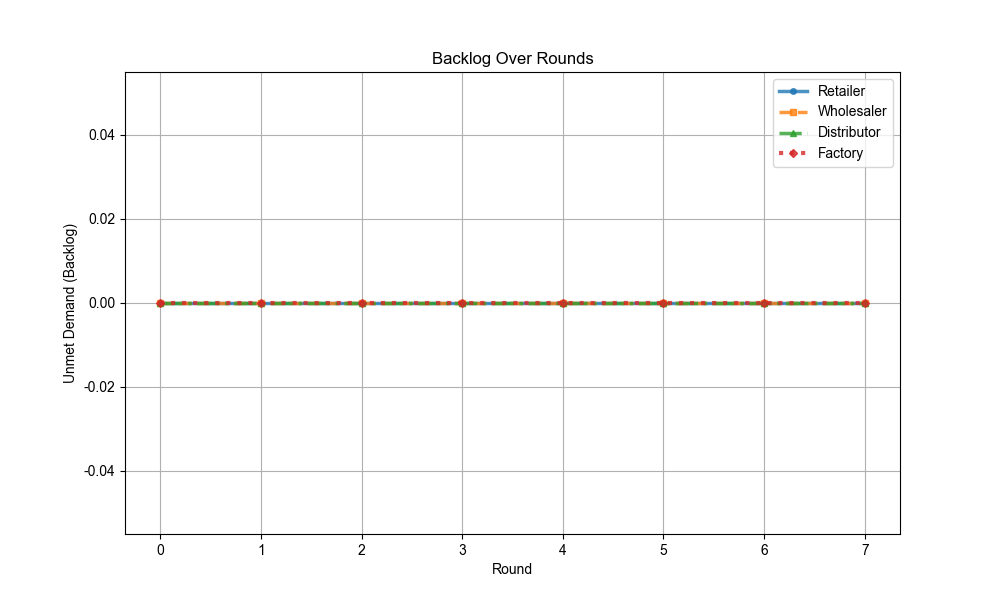 Backlog Over Rounds
Retailer
Wholesaler
Distributor
Factory
Unmet Demand (Backlog)
0.04
0.02
0.00
-0.02
-0.04
0 1 2 3 4 5 6 7
Round